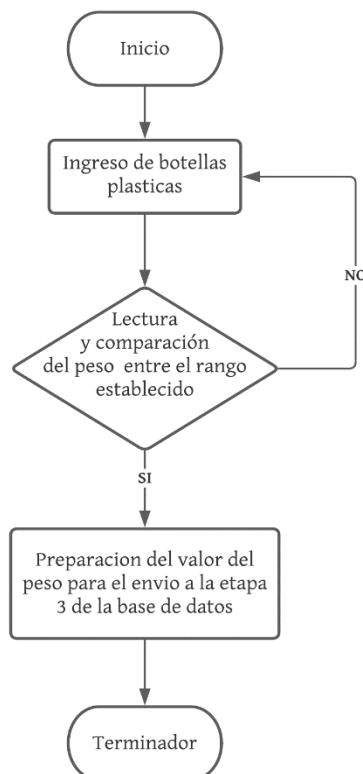 Inicio
Ingreso de botellas
plasticas
NO
Lectura
y comparación
del peso entre el rango
establecido
SI
Preparacion del valor del
peso para el envio a la etapa
3 de la base de datos
Terminador